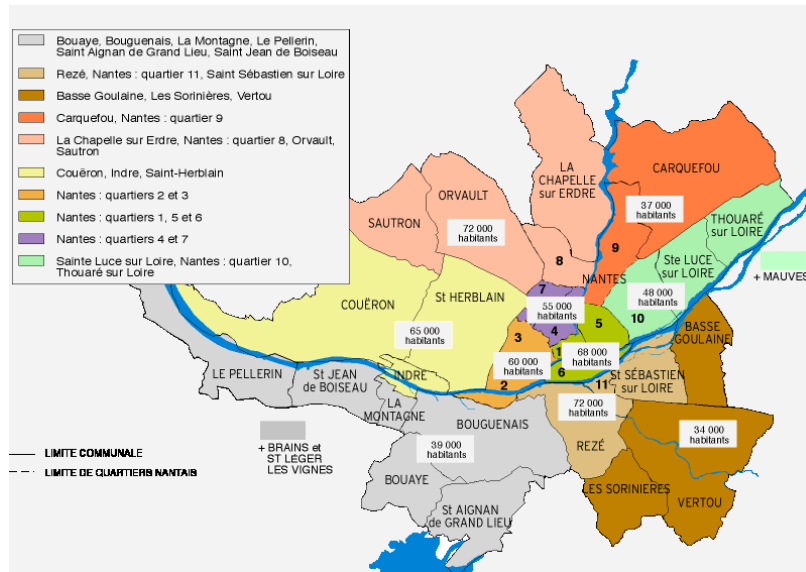 Bouaye, Bouguenais, La Montagne, Le Pellerin,
Saint Aignan de Grand Lieu, Saint Jean de Boiseau
Rezé, Nantes : quartier 11, Saint Sébastien sur Loire
Basse Goulaine, Les Sorinières, Vertou
Carquefou, Nantes : quartier 9
La Chapelle sur Erdre, Nantes : quartier 8, Orvault,
Sautron
Couëron, Indre, Saint-Herblain
Nantes : quartiers 2 et 3
Nantes : quartiers 1, 5 et 6
Nantes : quartiers 4 et 7
Sainte Luce sur Loire, Nantes : quartier 10,
Thouaré sur Loire
LA
CHAPELLE
sur ERDRE
CARQUEFOU
ORVAULT
SAUTRON
72 000
habitants
37 000
habitants
THOUARÉ
sur LOIRE
9
8
NANTES
Ste LUCE
sur LOIRE
+ MAUVES
7
ST HERBLAIN
COUËRON
55 000
habitants
48 000
habitants
10
5
4
3
BASSE
GOULAINE
65 000
habitants
1
68 000
habitants
60 000
habitants
6
INDRE
LE PELLERIN
ST JEAN
de BOISEAU
2
11
ST SÉBASTIEN
sur LOIRE
LA
MONTAGNE
72 000
habitants
BOUGUENAIS
34 000
habitants
39 000
habitants
REZÉ
+ BRAINS et
ST LÉGER
LES VIGNES
LIMITE COMMUNALE
LIMITE DE QUARTIERS NANTAIS
BOUAYE
LES SORINIERES
VERTOU
St AIGNAN
de GRAND LIEU